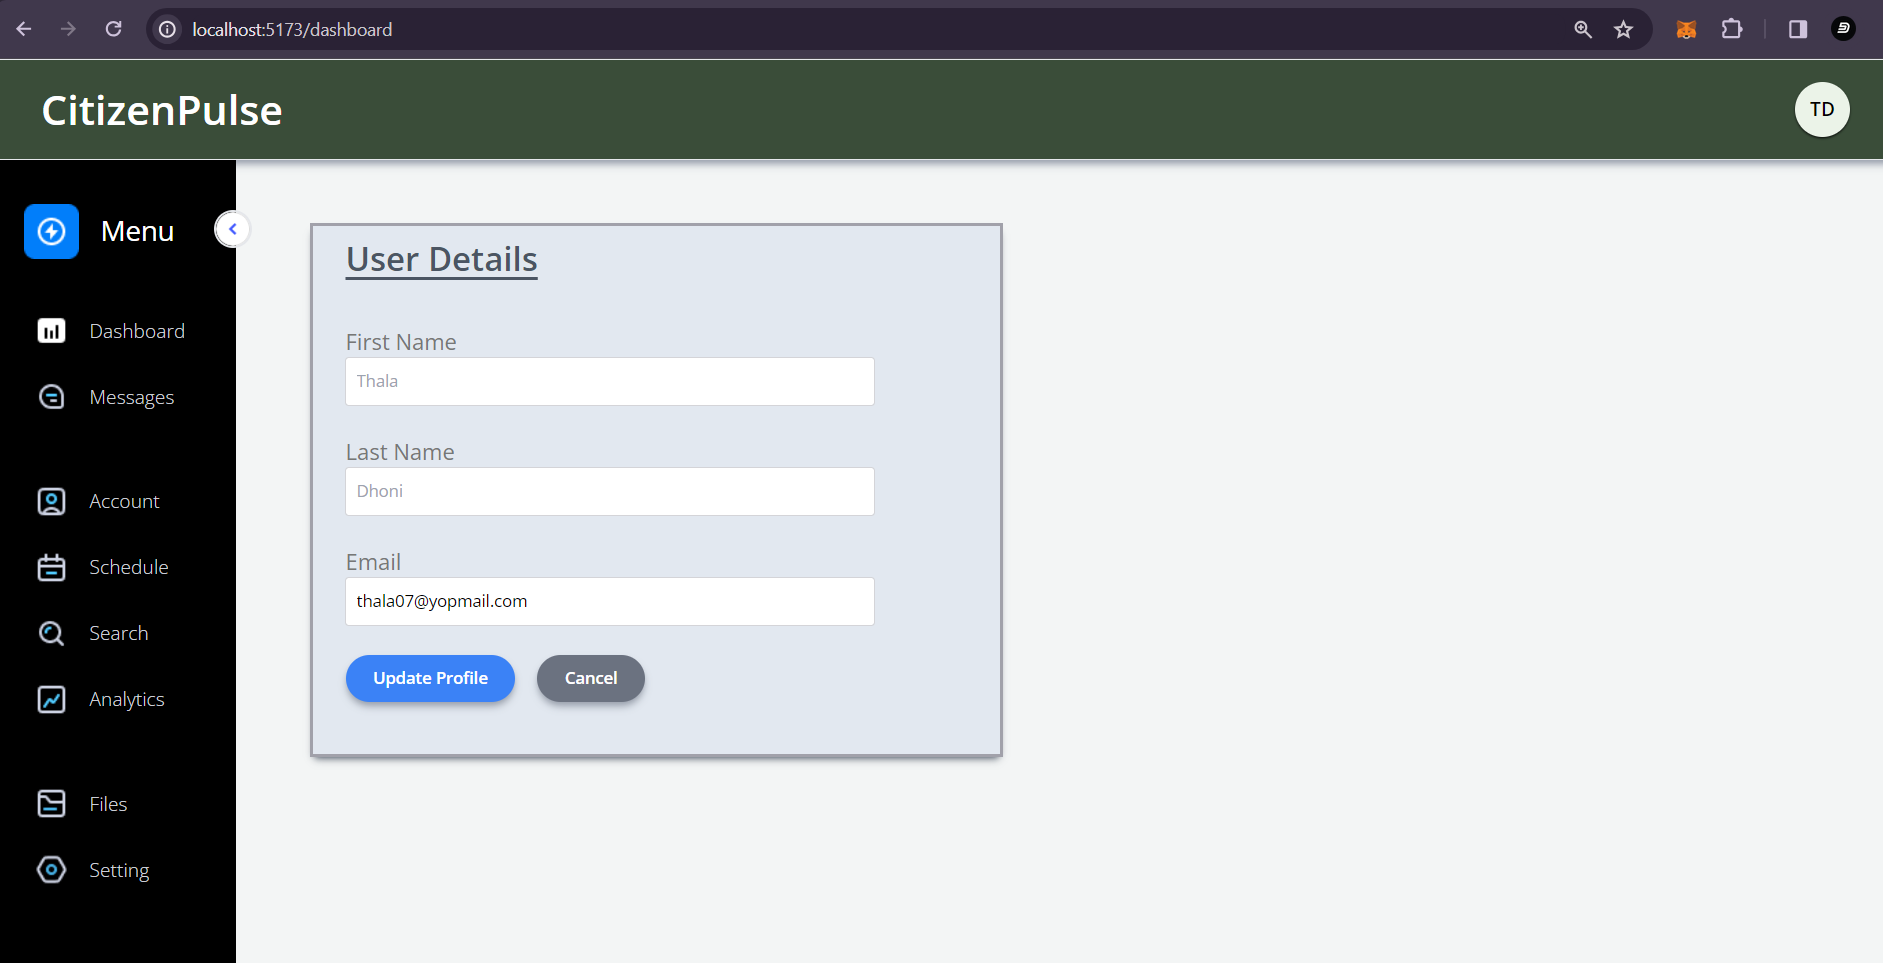 localhost:5173/dashboard
CitizenPulse
TD
Menu
Dashboard
Messages
Account
Schedule
Search
Analytics
Files
Setting
User Details
First Name
Thala
Last Name
Dhoni
Email
thala07@yopmail.com
Update Profile Cancel